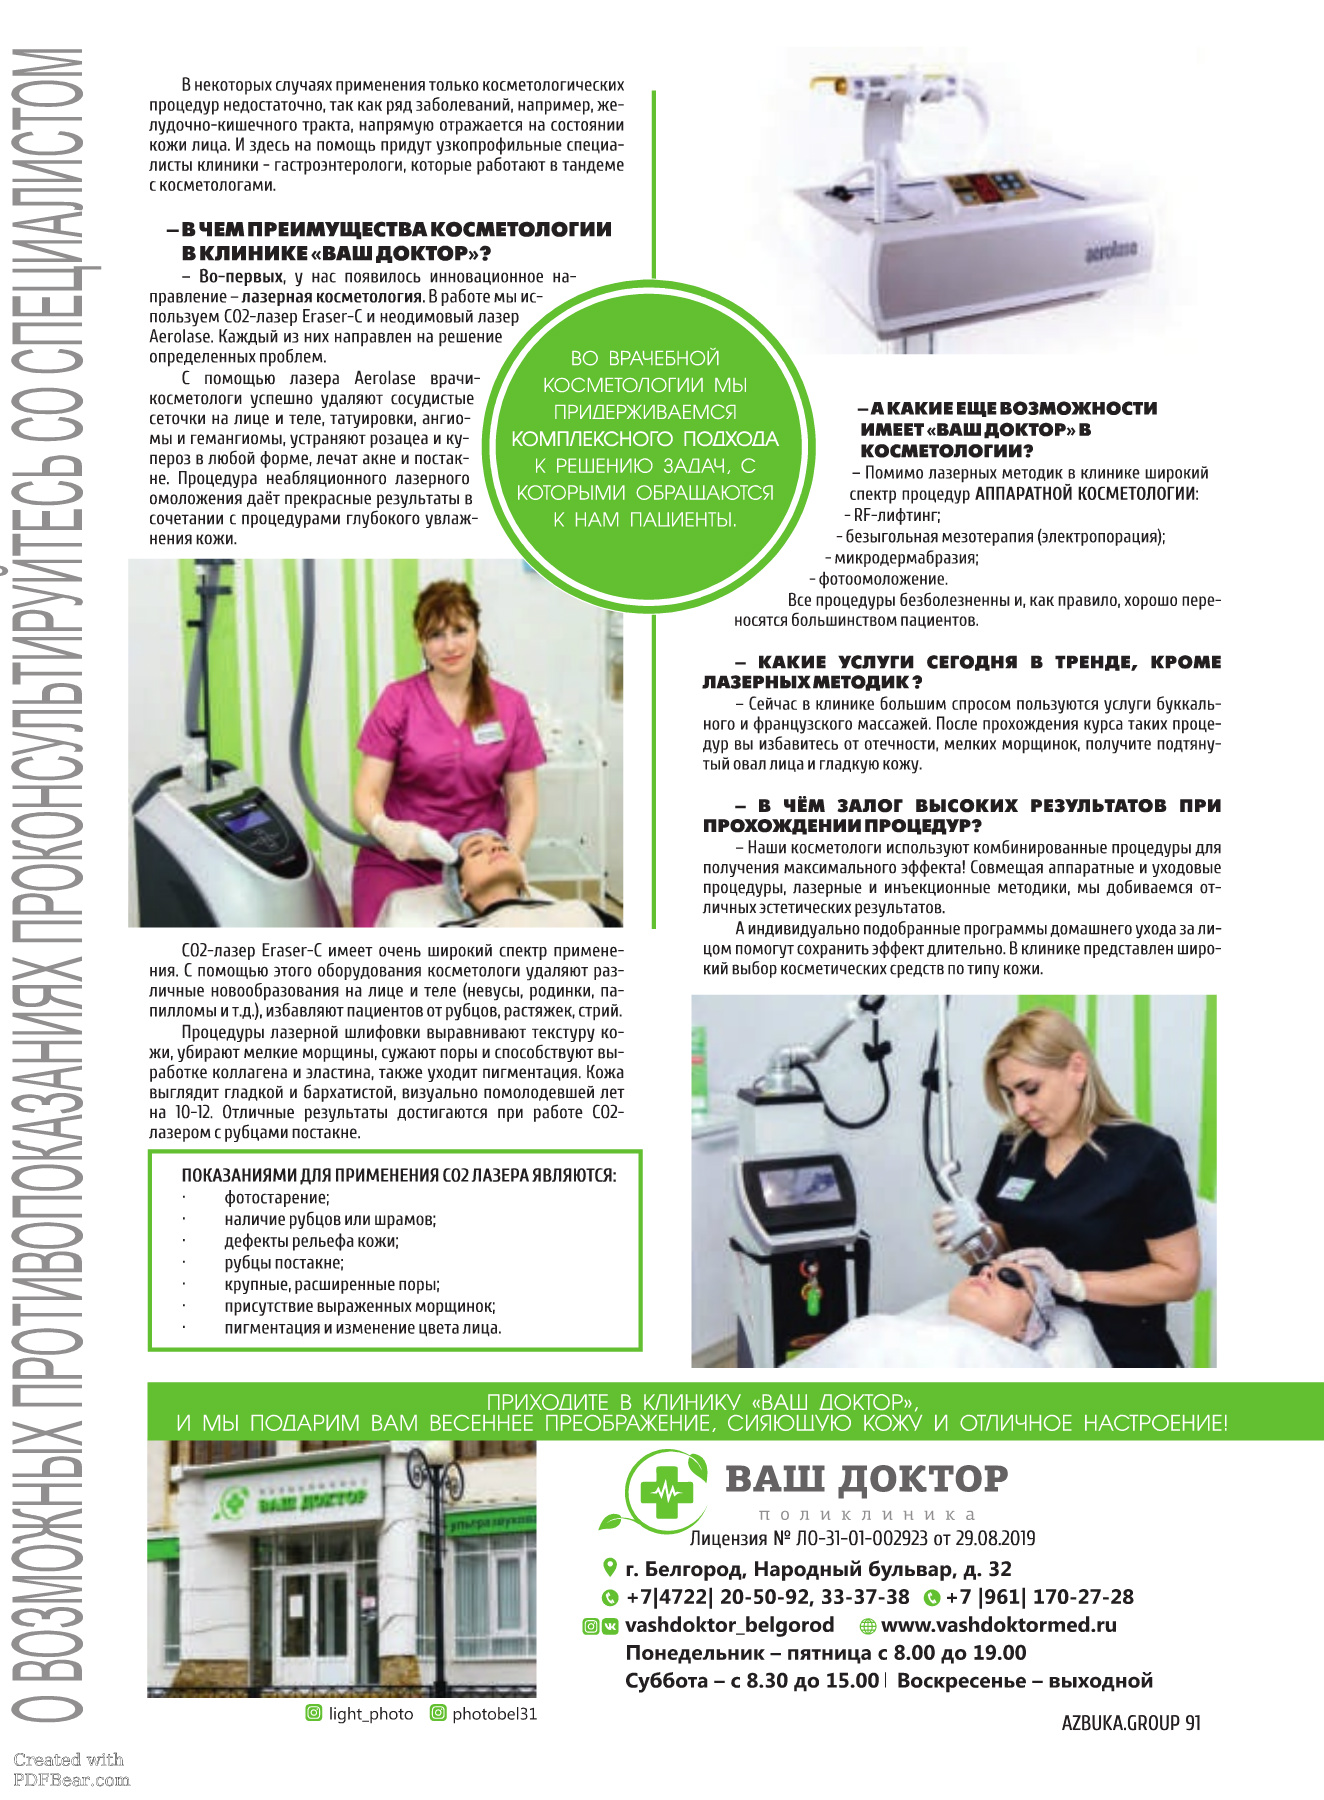 О ВОЗМОЖНЫХ ПРОТИВОПОКАЗАНИЯХ ПРОКОНСУЛЬТИРУЙТЕСЬ СО СПЕЦИАЛИСТОМ
В некоторых случаях применения только косметологических
процедур недостаточно, так как ряд заболеваний, например, же-
лудочно-кишечного тракта, напрямую отражается на состоянии
кожи лица. И здесь на помощь придут узкопрофильные специа-
листы клиники - гастроэнтерологи, которые работают в тандеме
с косметологами.
– В ЧЕМ ПРЕИМУЩЕСТВА КОСМЕТОЛОГИИ
В КЛИНИКЕ «ВАШ ДОКТОР»?
– Во-первых, у нас появилось инновационное на-
правление – лазерная косметология. В работе мы ис-
пользуем СО2-лазер Eraser-C и неодимовый лазер
Aerolase. Каждый из них направлен на решение
определенных проблем.
С помощью лазера Aerolase врачи-
косметологи успешно удаляют сосудистые
сеточки на лице и теле, татуировки, ангио-
мы и гемангиомы, устраняют розацеа и ку-
пероз в любой форме, лечат акне и постак-
не. Процедура неабляционного лазерного
омоложения даёт прекрасные результаты в
сочетании с процедурами глубокого увлаж-
нения кожи.
ВО ВРАЧЕБНОЙ
КОСМЕТОЛОГИИ МЫ
ПРИДЕРЖИВАЕМСЯ
КОМПЛЕКСНОГО ПОДХОДА
К РЕШЕНИЮ ЗАДАЧ, С
КОТОРЫМИ ОБРАЩАЮТСЯ
К НАМ ПАЦИЕНТЫ.
СО2-лазер Eraser-C имеет очень широкий спектр примене-
ния. С помощью этого оборудования косметологи удаляют раз-
личные новообразования на лице и теле (невусы, родинки, па-
пилломы и т.д.), избавляют пациентов от рубцов, растяжек, стрий.
Процедуры лазерной шлифовки выравнивают текстуру ко-
жи, убирают мелкие морщины, сужают поры и способствуют вы-
работке коллагена и эластина, также уходит пигментация. Кожа
выглядит гладкой и бархатистой, визуально помолодевшей лет
на 10-12. Отличные результаты достигаются при работе СО2-
лазером с рубцами постакне.
ПОКАЗАНИЯМИ ДЛЯ ПРИМЕНЕНИЯ СО2 ЛАЗЕРА ЯВЛЯЮТСЯ:
· фотостарение;
· наличие рубцов или шрамов;
· дефекты рельефа кожи;
· рубцы постакне;
· крупные, расширенные поры;
· присутствие выраженных морщинок;
· пигментация и изменение цвета лица.
aerolase
– А КАКИЕ ЕЩЕ ВОЗМОЖНОСТИ
ИМЕЕТ «ВАШ ДОКТОР» В
КОСМЕТОЛОГИИ?
– Помимо лазерных методик в клинике широкий
спектр процедур АППАРАТНОЙ КОСМЕТОЛОГИИ:
- RF-лифтинг;
- безыгольная мезотерапия (электропорация);
- микродермабразия;
- фотоомоложение.
Все процедуры безболезненны и, как правило, хорошо пере-
носятся большинством пациентов.
– КАКИЕ УСЛУГИ СЕГОДНЯ В ТРЕНДЕ, КРОМЕ
ЛАЗЕРНЫХ МЕТОДИК ?
– Сейчас в клинике большим спросом пользуются услуги буккаль-
ного и французского массажей. После прохождения курса таких проце-
дур вы избавитесь от отечности, мелких морщинок, получите подтяну-
тый овал лица и гладкую кожу.
– В ЧЁМ ЗАЛОГ ВЫСОКИХ РЕЗУЛЬТАТОВ ПРИ
ПРОХОЖДЕНИИ ПРОЦЕДУР?
– Наши косметологи используют комбинированные процедуры для
получения максимального эффекта! Совмещая аппаратные и уходовые
процедуры, лазерные и инъекционные методики, мы добиваемся от-
личных эстетических результатов.
А индивидуально подобранные программы домашнего ухода за ли-
цом помогут сохранить эффект длительно. В клинике представлен широ-
кий выбор косметических средств по типу кожи.
ПРИХОДИТЕ В КЛИНИКУ «ВАШ ДОКТОР»,
И МЫ ПОДАРИМ ВАМ ВЕСЕННЕЕ ПРЕОБРАЖЕНИЕ, СИЯЮЩУЮ КОЖУ И ОТЛИЧНОЕ НАСТРОЕНИЕ!
ВАШ ДОКТОР
light_photo photobel31
ВАШ ДОКТОР
поликлиника
Лицензия № ЛО-31-01-002923 от 29.08.2019
г. Белгород, Народный бульвар, д. 32
+7|4722| 20-50-92, 33-37-38 +7 |961| 170-27-28
vashdoktor_belgorod www.vashdoktormed.ru
Понедельник – пятница с 8.00 до 19.00
Суббота – с 8.30 до 15.00 | Воскресенье – выходной
AZBUKA.GROUP 91
Created with
PDFBear.com